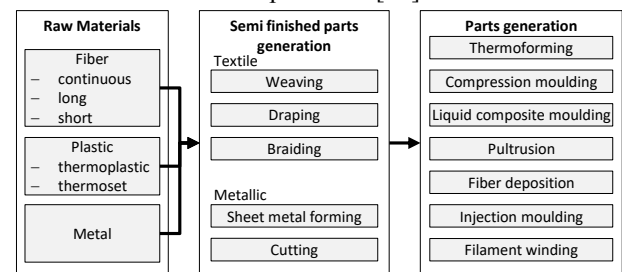 Raw Materials
Fiber
– continuous
– long
– short
Plastic
– thermoplastic
– thermoset
Metal
Semi finished parts
generation
Textile
Weaving
Draping
Braiding
Metallic
Sheet metal forming
Cutting
Parts generation
Thermoforming
Compression moulding
Liquid composite moulding
Pultrusion
Fiber deposition
Injection moulding
Filament winding